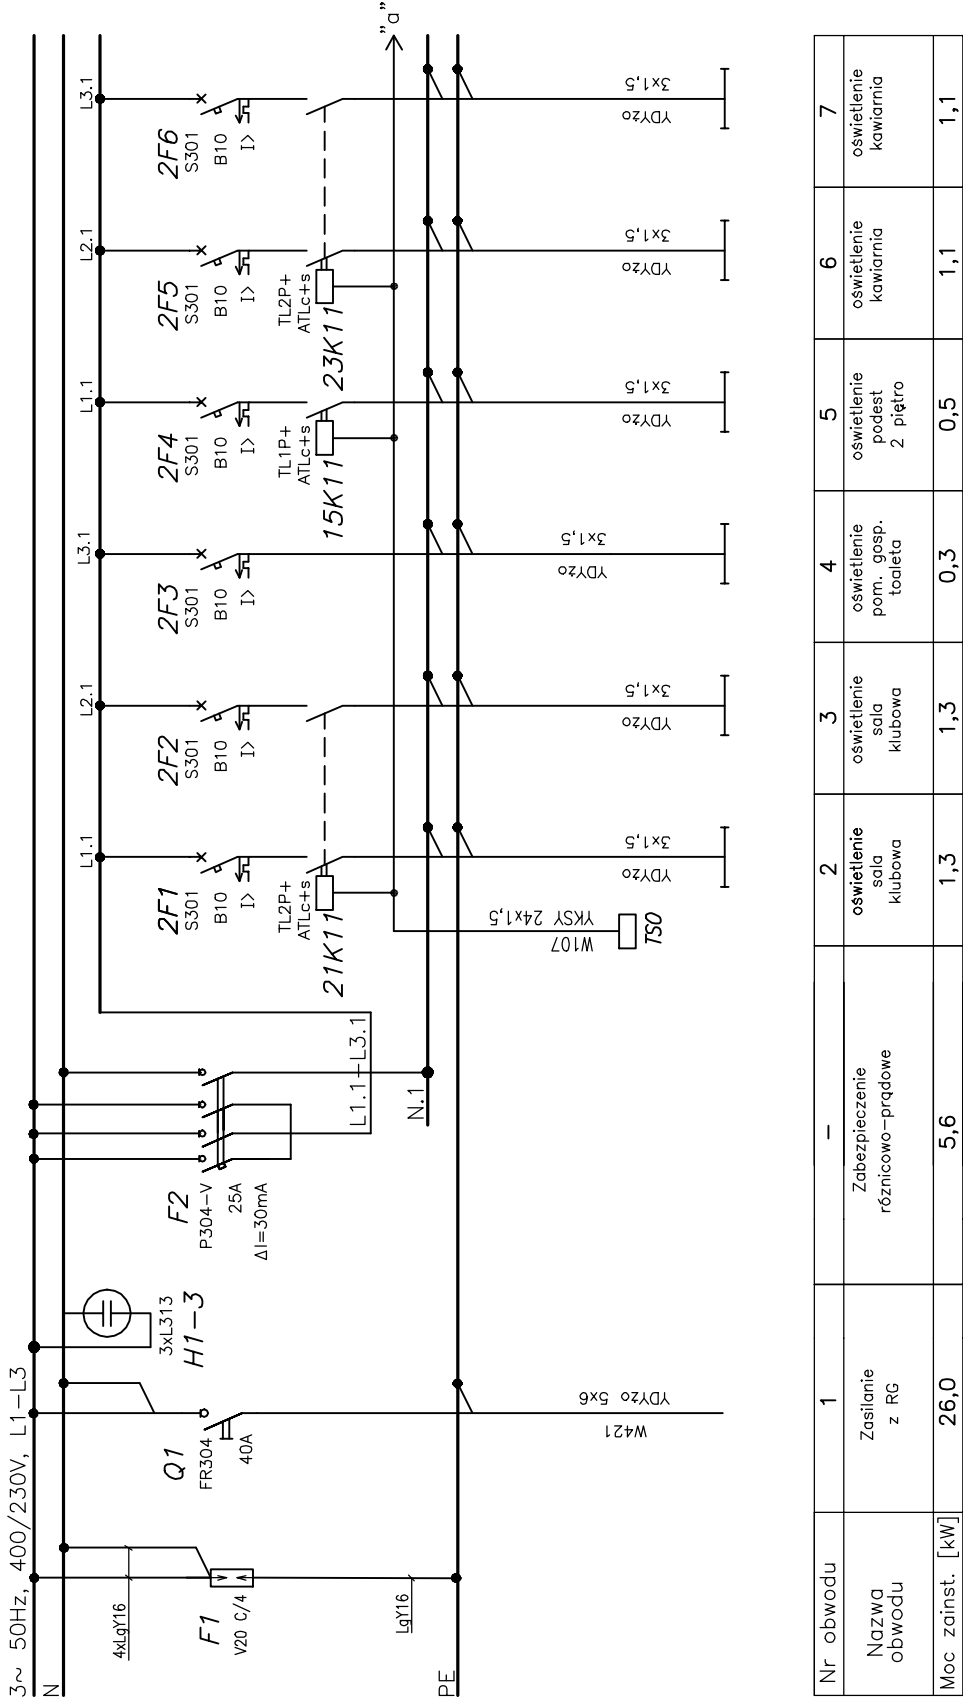 3~ 50Hz, 400/230V, L1-L3
N
PE
4xLgY16
F1
V20 C/4
LgY16
Q1
FR304
40A
W421
YDYżo 5x6
3xL313
H1-3
F2
P304-V
25A
ΔI=30mA
L1.1-L3.1
N.1
L1.1
2F1
S301
B10
I>
TL2P+
ATLc+s
21K11
W107
YKSY 24x1,5
TSO
YDYżo
3x1,5
L2.1
2F2
S301
B10
I>
YDYżo
3x1,5
L3.1
2F3
S301
B10
I>
YDYżo
3x1,5
L1.1
2F4
S301
B10
I>
TL1P+
ATLc+s
15K11
YDYżo
3x1,5
L2.1
2F5
S301
B10
I>
TL2P+
ATLc+s
23K11
YDYżo
3x1,5
L3.1
2F6
S301
B10
I>
YDYżo
3x1,5
"a"
Nr obwodu 1 - 2 3 4 5 6 7
Nazwa
obwodu
Zasilanie
z RG
Zabezpieczenie
róznicowo-prądowe
oświetlenie
sala
klubowa
oświetlenie
sala
klubowa
oświetlenie
pom. gosp.
toaleta
oświetlenie
podest
2 piętro
oświetlenie
kawiarnia
oświetlenie
kawiarnia
Moc zainst. [kW] 26,0 5,6 1,3 1,3 0,3 0,5 1,1 1,1